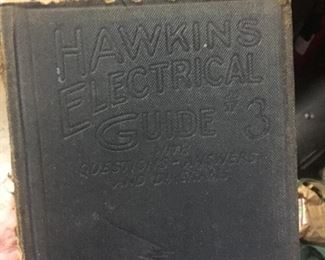 HAWKINS
ELECTRICAL
GUIDE № 3
WITH
QUESTIONS-ANSWERS
AND DIAGRAMS